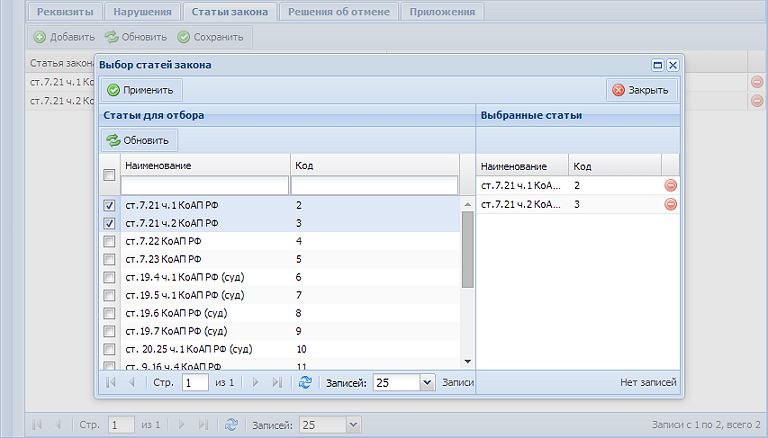 Реквизиты Нарушения Статьи закона Решения об отмене Приложения
Добавить Обновить Сохранить
Статья закона
ст.7.21 ч.1 Ко
ст.7.21 ч.2 Ко
Выбор статей закона
Применить Закрыть
Статьи для отбора
Обновить
Наименование Код
ст.7.21 ч.1 КоАП РФ 2
ст.7.21 ч.2 КоАП РФ 3
ст.7.22 КоАП РФ 4
ст.7.23 КоАП РФ 5
ст.19.4 ч.1 КоАП РФ (суд) 6
ст.19.5 ч.1 КоАП РФ (суд) 7
ст.19.6 КоАП РФ (суд) 8
ст.19.7 КоАП РФ (суд) 9
ст. 20.25 ч.1 КоАП РФ (суд) 10
ст. 9.16 ч.4 КоАП РФ 11
Стр. 1 из 1 Записей: 25 Записи
Выбранные статьи
Наименование Код
ст.7.21 ч.1 КоА... 2
ст.7.21 ч.2 КоА... 3
Нет записей
Стр. 1 из 1 Записей: 25 Записи с 1 по 2, всего 2